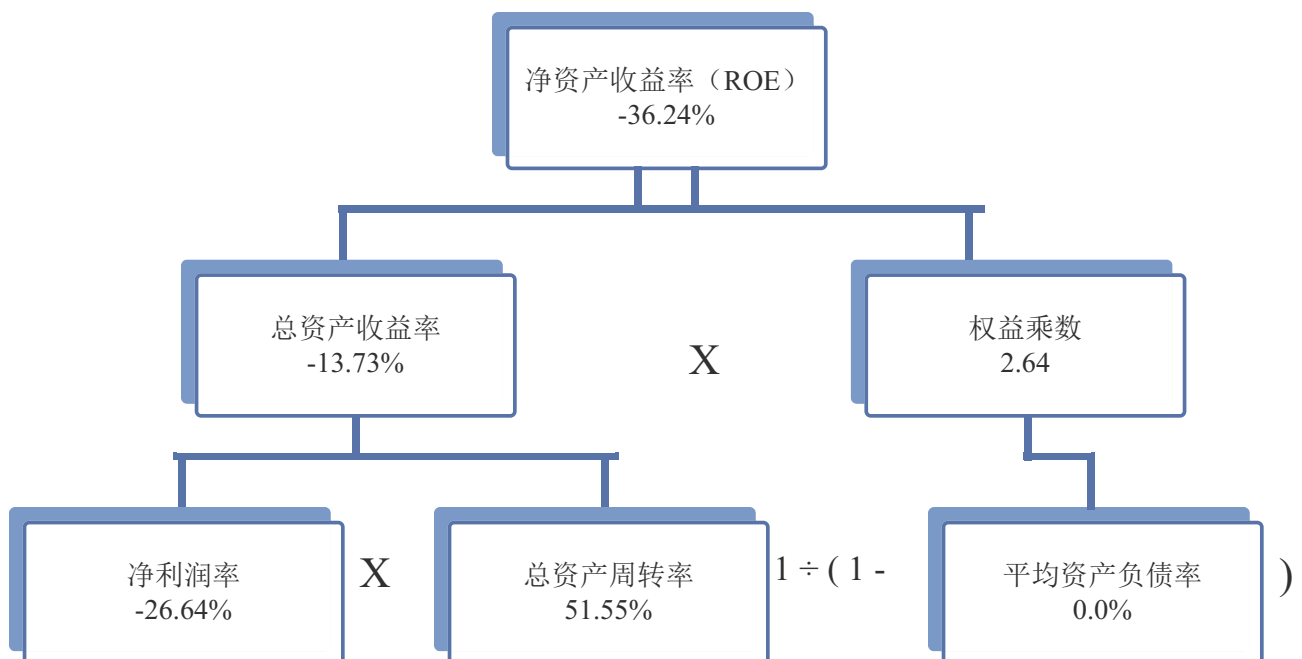 净资产收益率（ROE）
-36.24%
总资产收益率
-13.73%
X
权益乘数
2.64
净利润率
-26.64%
X
总资产周转率
51.55%
1 ÷ ( 1 -
平均资产负债率
0.0%
)